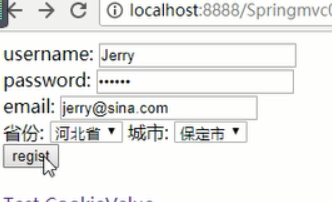 localhost:8888/Springmvc
username: Jerry
password: ••••••
email: jerry@sina.com
省份: 河北省 城市: 保定市
regist
Test CookieValue